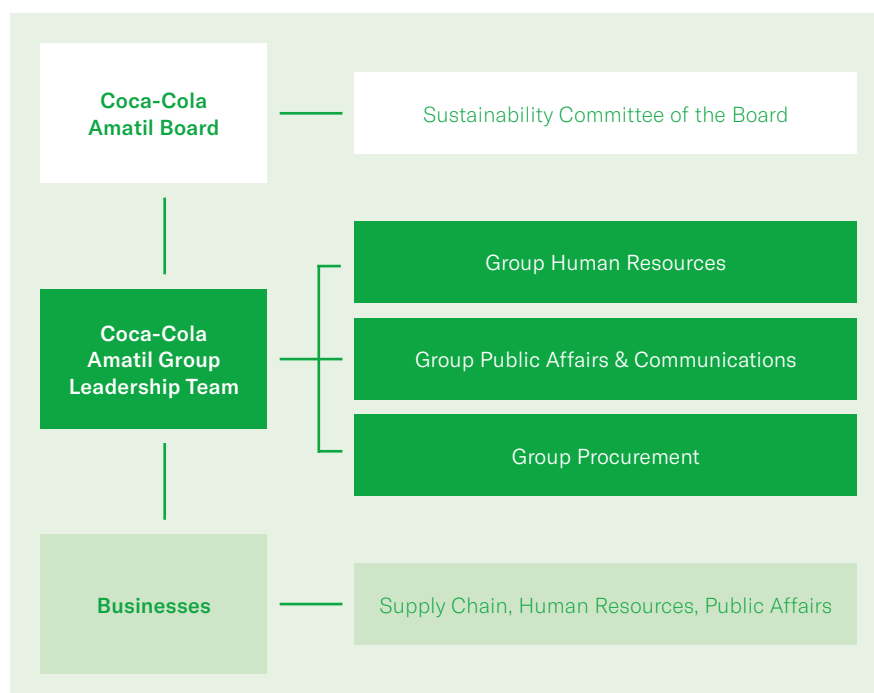 Coca-Cola
Amatil Board
Sustainability Committee of the Board
Group Human Resources
Coca-Cola
Amatil Group
Leadership Team
Group Public Affairs & Communications
Group Procurement
Businesses
Supply Chain, Human Resources, Public Affairs